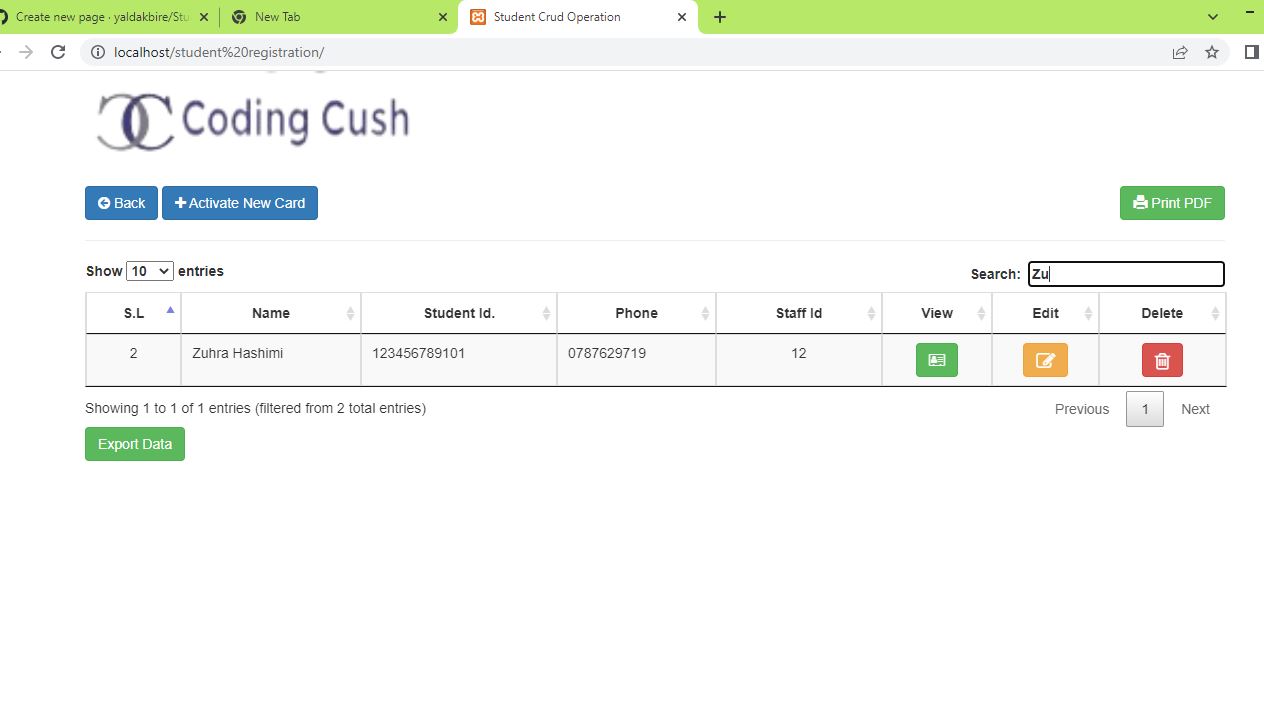 Create new page · yaldakbire/Stu
New Tab
Student Crud Operation
localhost/student%20registration/
Coding Cush
Back
Activate New Card
Print PDF
Show 10 entries
Search: Zu
S.L Name Student Id. Phone Staff Id View Edit Delete
2 Zuhra Hashimi 123456789101 0787629719 12
Showing 1 to 1 of 1 entries (filtered from 2 total entries)
Previous 1 Next
Export Data